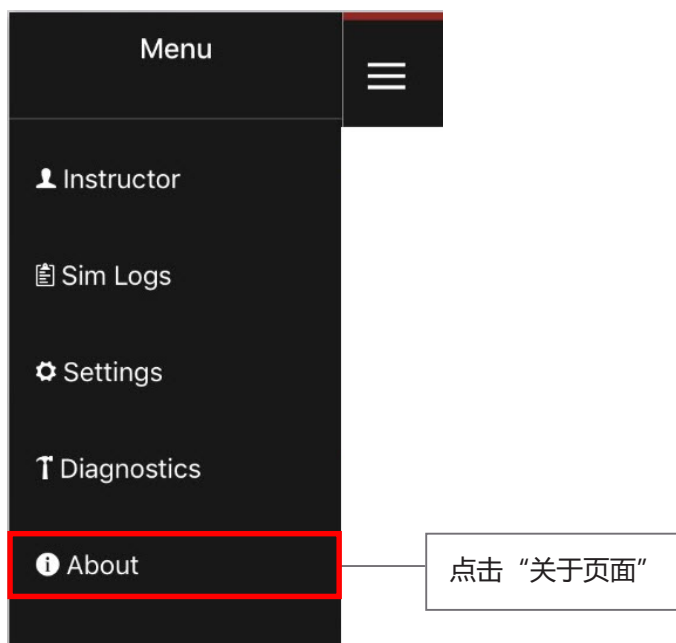 Menu
Instructor
Sim Logs
Settings
Diagnostics
About
点击“关于页面”